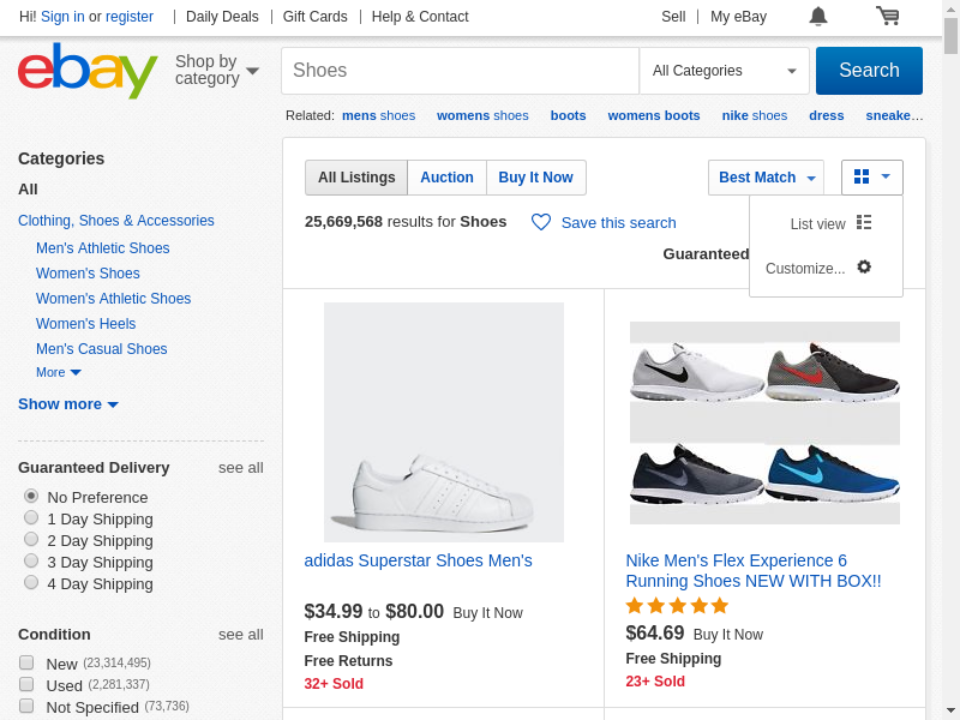 Hi! Sign in or register
Daily Deals
Gift Cards
Help & Contact
Sell
My eBay
ebay
Shop by category
Shoes
All Categories
Search
Related: mens shoes womens shoes boots womens boots nike shoes dress sneake...
Categories
All
Clothing, Shoes & Accessories
Men's Athletic Shoes
Women's Shoes
Women's Athletic Shoes
Women's Heels
Men's Casual Shoes
More
Show more
Guaranteed Delivery see all
No Preference
1 Day Shipping
2 Day Shipping
3 Day Shipping
4 Day Shipping
Condition see all
New (23,314,495)
Used (2,281,337)
Not Specified (73,736)
All Listings
Auction
Buy It Now
Best Match
25,669,568 results for Shoes
Save this search
List view
Customize...
Guaranteed
adidas Superstar Shoes Men's
$34.99 to $80.00 Buy It Now
Free Shipping
Free Returns
32+ Sold
Nike Men's Flex Experience 6
Running Shoes NEW WITH BOX!!
$64.69 Buy It Now
Free Shipping
23+ Sold